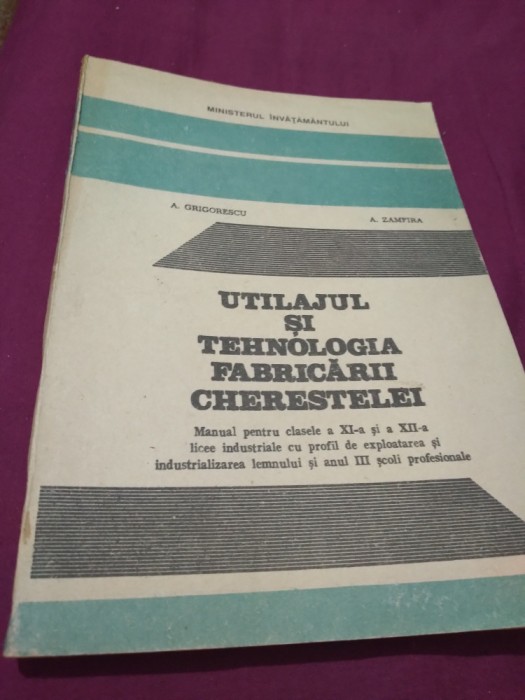 MINISTERUL ÎNVĂŢĂMÂNTULUI
A. GRIGORESCU A. ZAMFIRA
UTILAJUL
ŞI
TEHNOLOGIA
FABRICĂRII
CHERESTELEI
Manual pentru clasele a XI-a şi a XII-a
licee industriale cu profil de exploatarea şi
industrializarea lemnului şi anul III şcoli profesionale